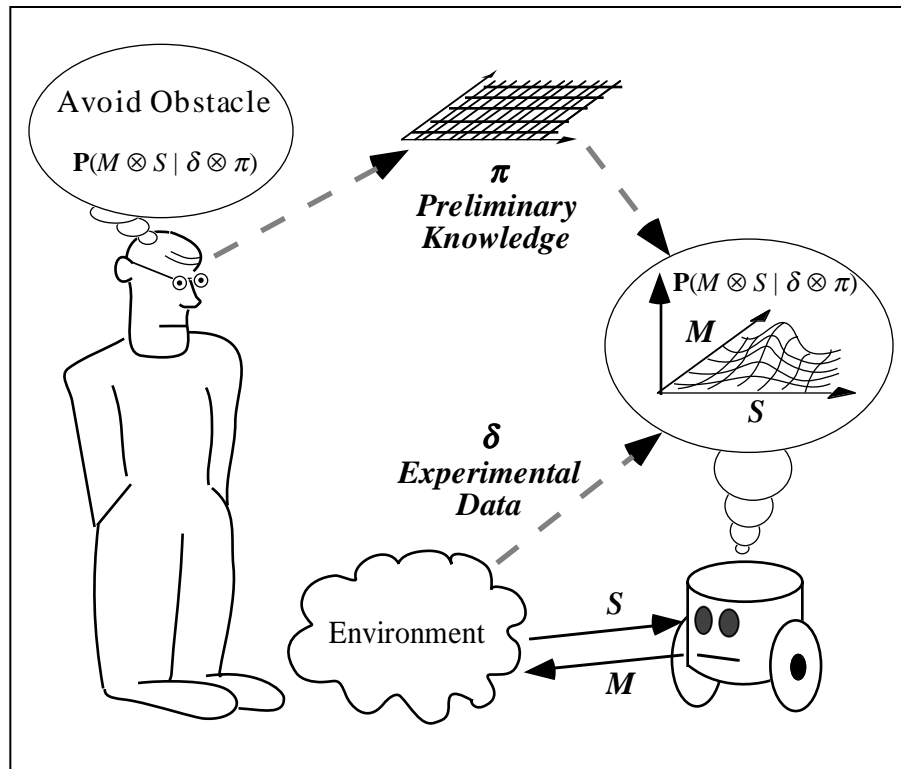 Avoid Obstacle
P(M ⊗ S | δ ⊗ π)
π
Preliminary
Knowledge
P(M ⊗ S | δ ⊗ π)
M
S
δ
Experimental
Data
Environment
S
M